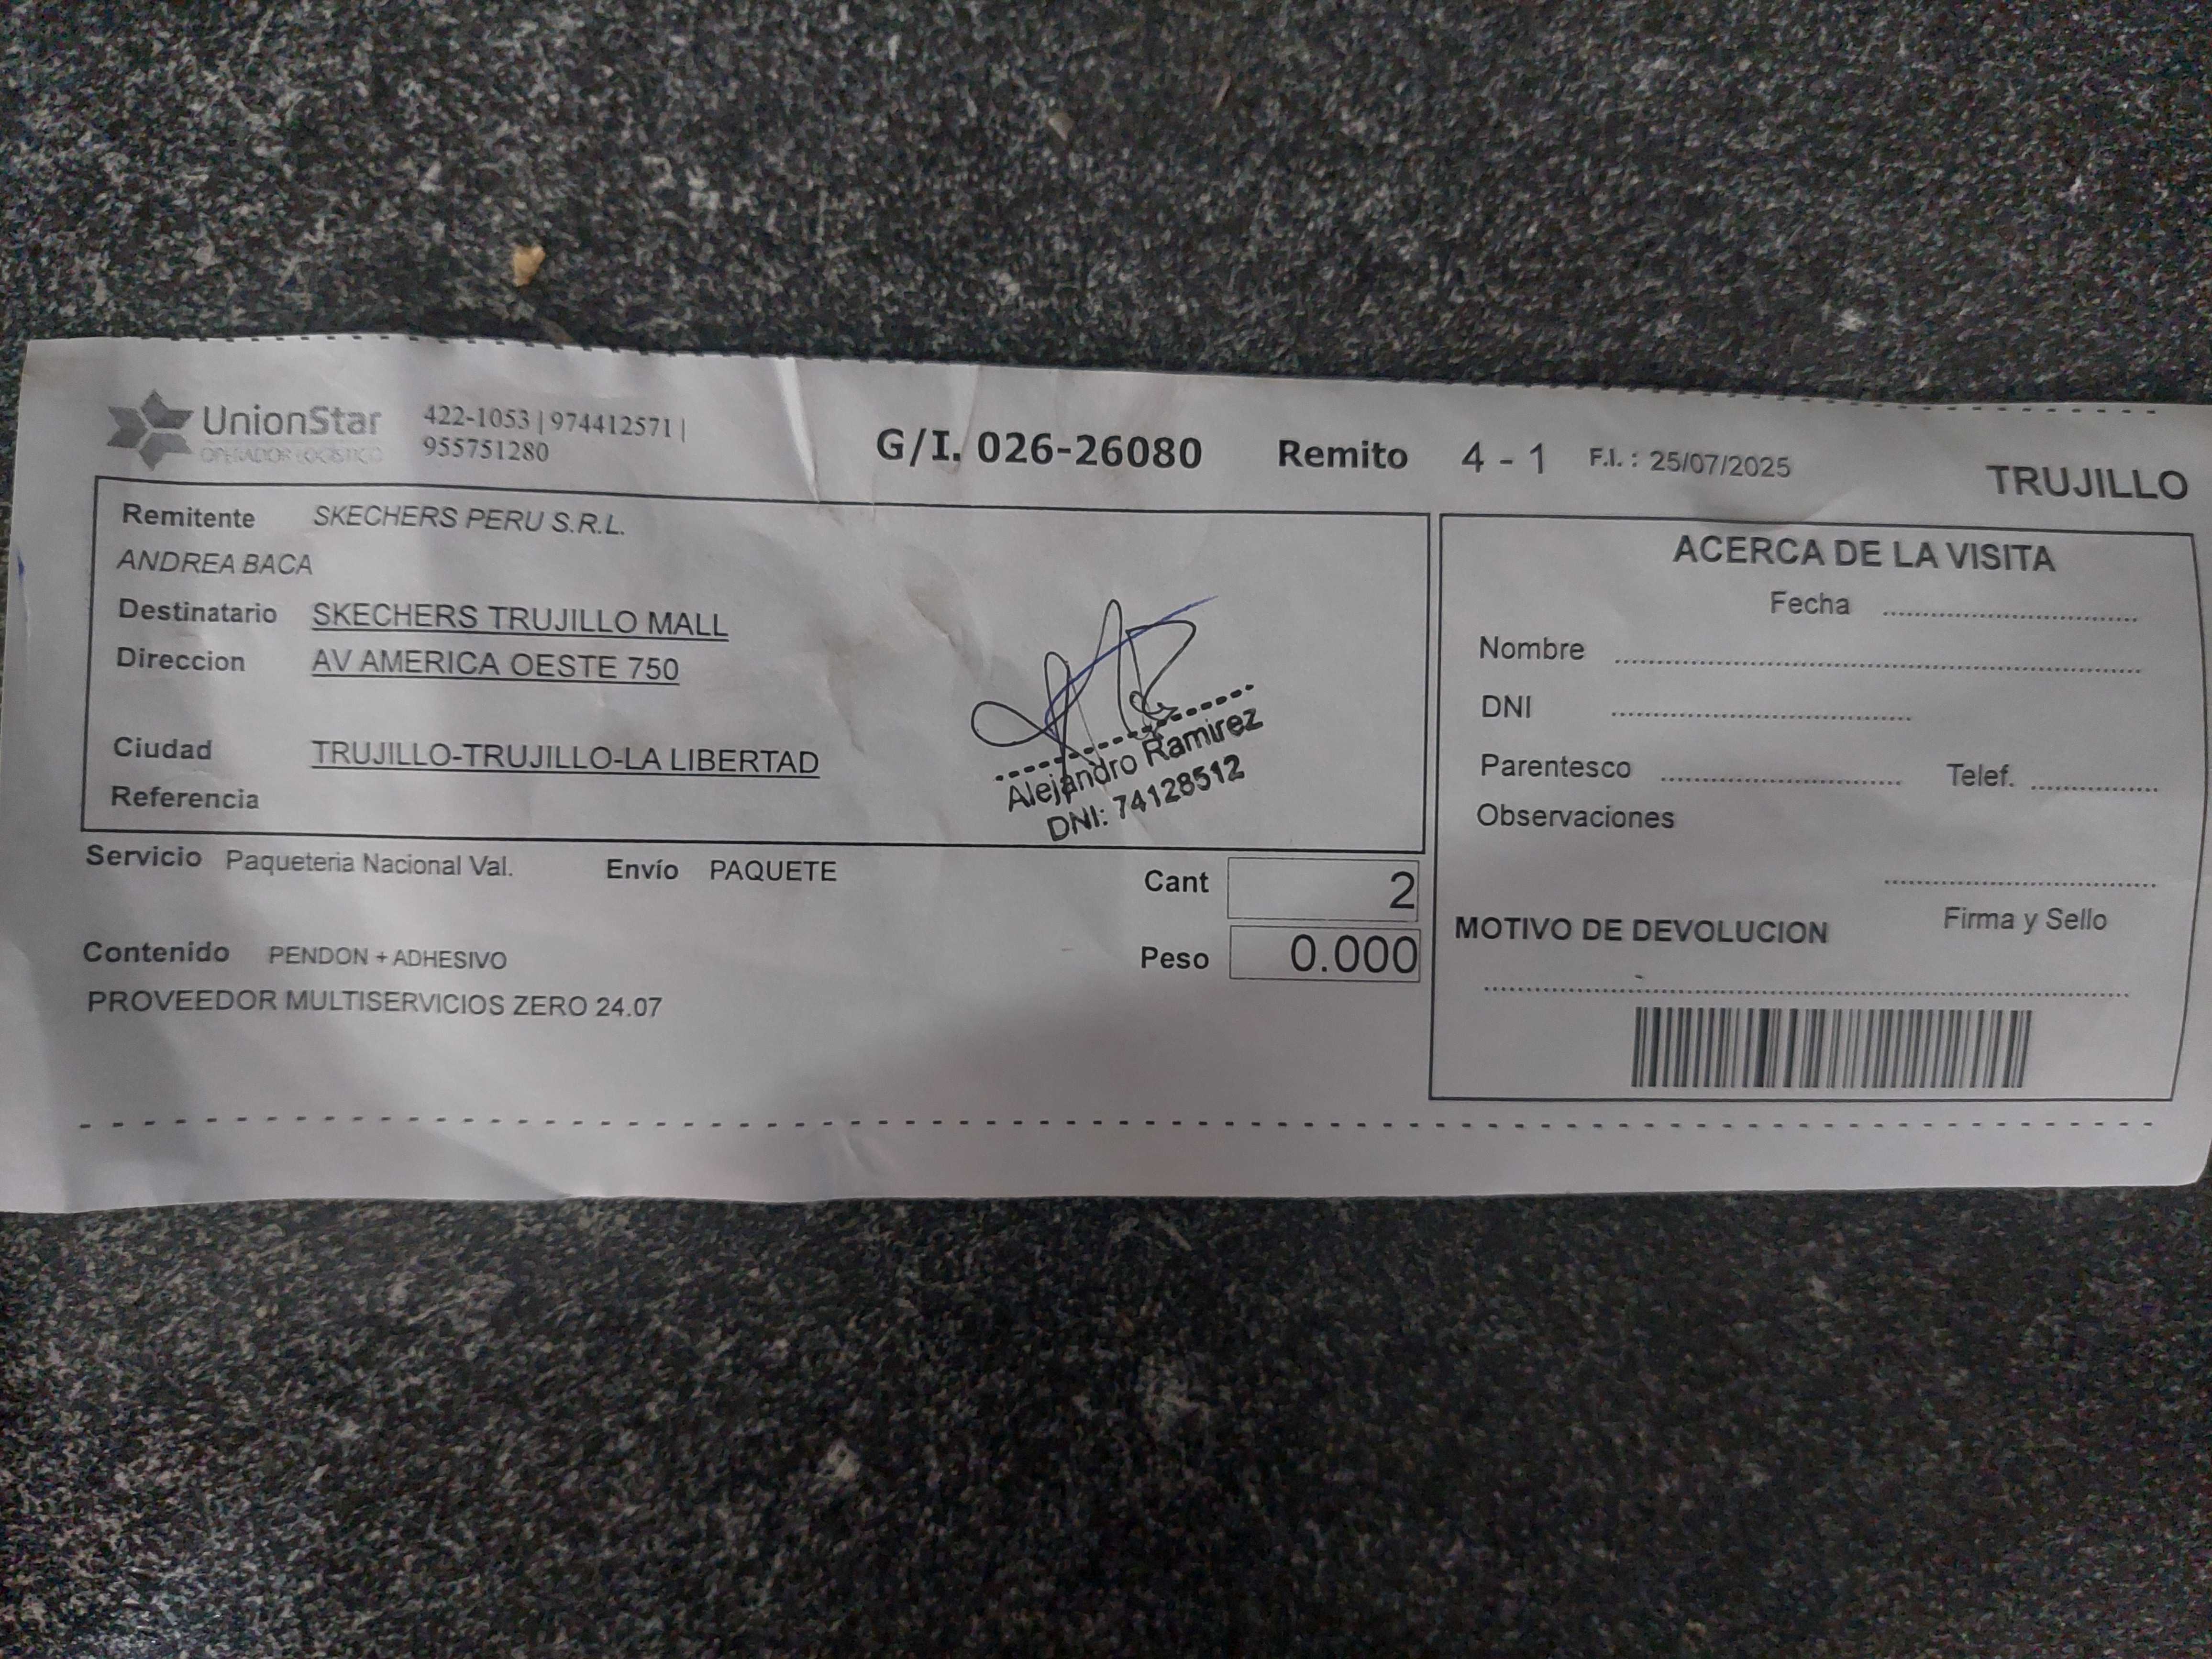 UnionStar
OPERADOR LOGISTICO
422-1053 | 974412571 |
955751280
G/I. 026-26080 Remito 4 - 1 F.I. : 25/07/2025 TRUJILLO
Remitente SKECHERS PERU S.R.L.
ANDREA BACA
Destinatario SKECHERS TRUJILLO MALL
Direccion AV AMERICA OESTE 750
Ciudad TRUJILLO-TRUJILLO-LA LIBERTAD
Referencia
Alejandro Ramirez
DNI: 74128512
Servicio Paqueteria Nacional Val. Envío PAQUETE Cant 2
Contenido PENDON + ADHESIVO Peso 0.000
PROVEEDOR MULTISERVICIOS ZERO 24.07
ACERCA DE LA VISITA
Fecha
Nombre
DNI
Parentesco Telef.
Observaciones
Firma y Sello
MOTIVO DE DEVOLUCION